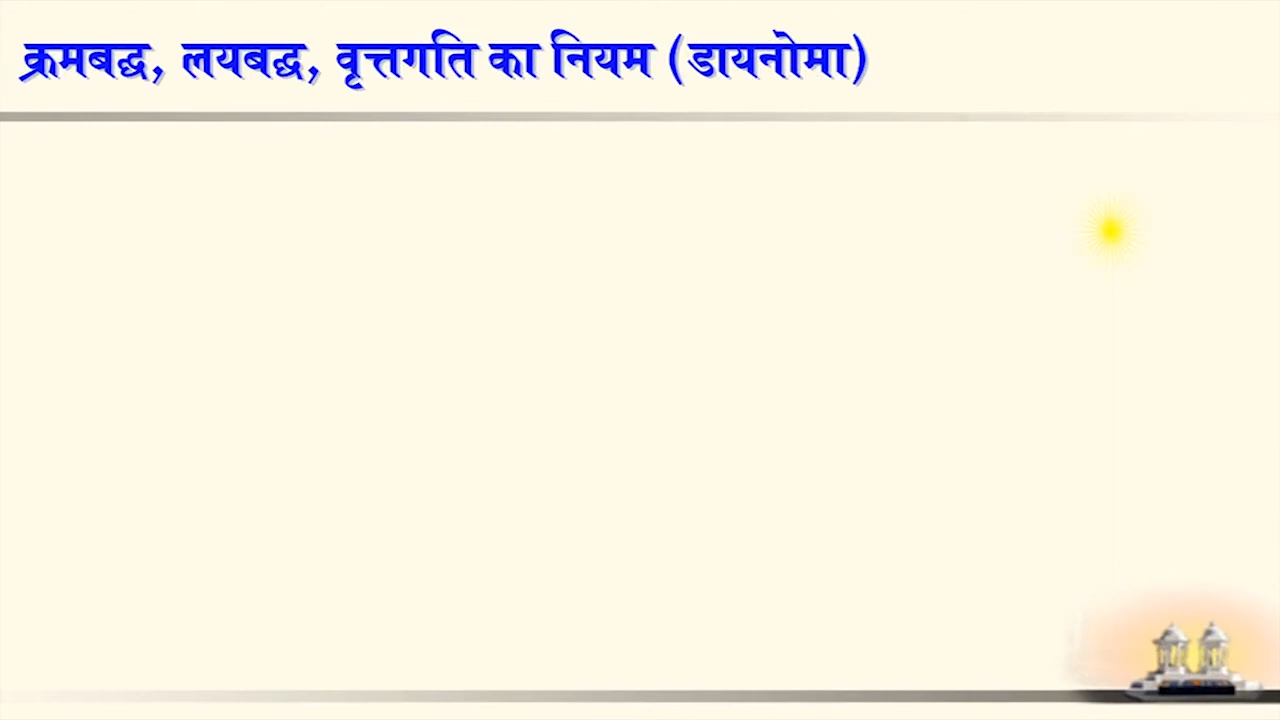 क्रमबद्ध, लयबद्ध, वृत्तगति का नियम (डायनोमा)